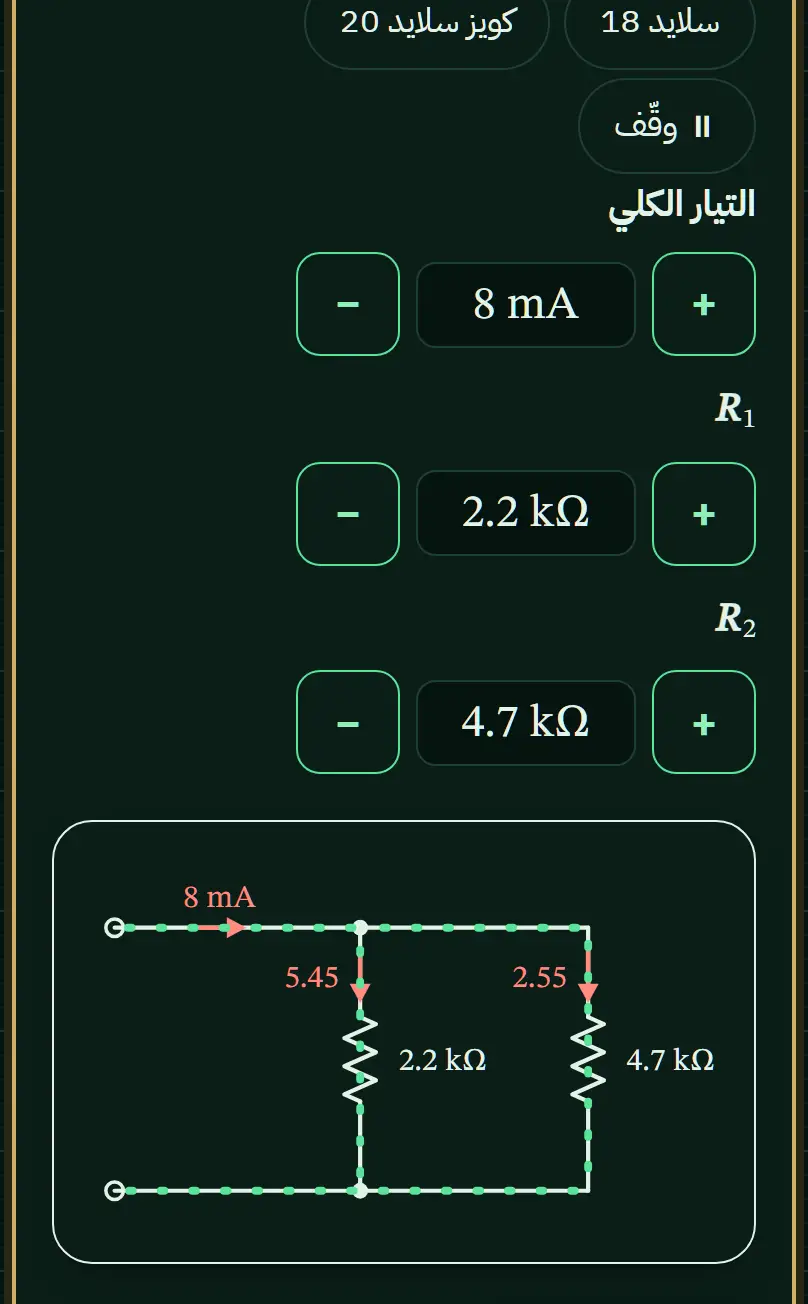 سلايد 18 كويز سلايد 20
⏸ وقّف
التيار الكلي
+ 8 mA −
R₁
+ 2.2 kΩ −
R₂
+ 4.7 kΩ −
8 mA
5.45 2.55
2.2 kΩ 4.7 kΩ